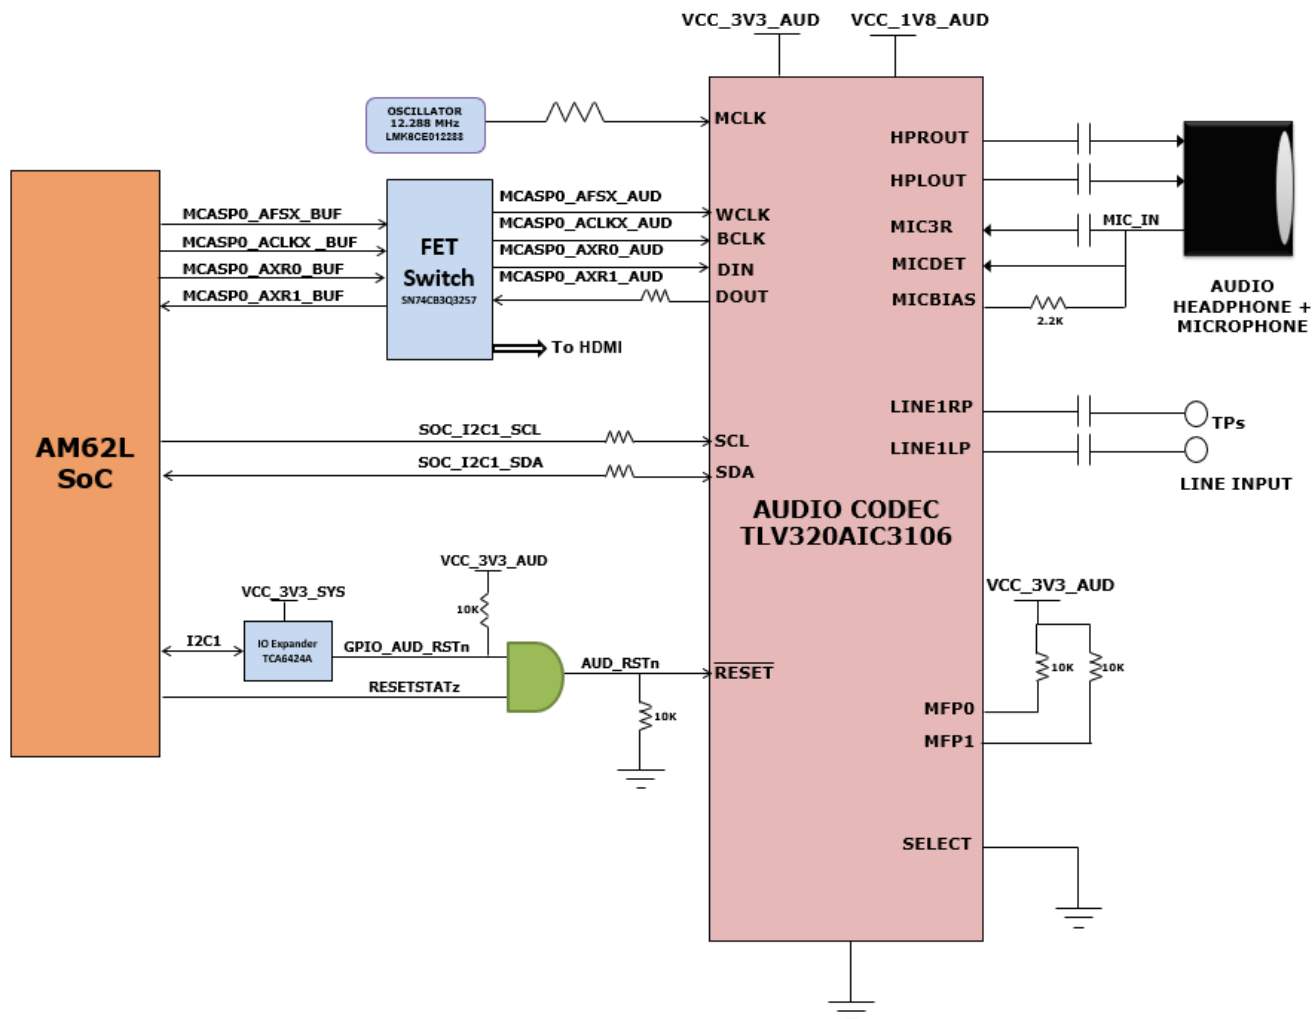 VCC_3V3_AUD
VCC_1V8_AUD
OSCILLATOR
12.288 MHz
LMK6CE012288
MCLK
HPROUT
HPLOUT
MIC3R
MICDET
MICBIAS
MIC_IN
2.2K
AUDIO
HEADPHONE +
MICROPHONE
MCASP0_AFSX_BUF
MCASP0_ACLKX _BUF
MCASP0_AXR0_BUF
MCASP0_AXR1_BUF
FET
Switch
SN74CB3Q3257
MCASP0_AFSX_AUD
MCASP0_ACLKX_AUD
MCASP0_AXR0_AUD
MCASP0_AXR1_AUD
WCLK
BCLK
DIN
DOUT
To HDMI
LINE1RP
LINE1LP
TPs
LINE INPUT
AM62L
SoC
SOC_I2C1_SCL
SOC_I2C1_SDA
SCL
SDA
AUDIO CODEC
TLV320AIC3106
VCC_3V3_AUD
10K
VCC_3V3_SYS
I2C1
IO Expander
TCA6424A
GPIO_AUD_RSTn
RESETSTATz
AUD_RSTn
10K
RESET
VCC_3V3_AUD
10K
10K
MFP0
MFP1
SELECT